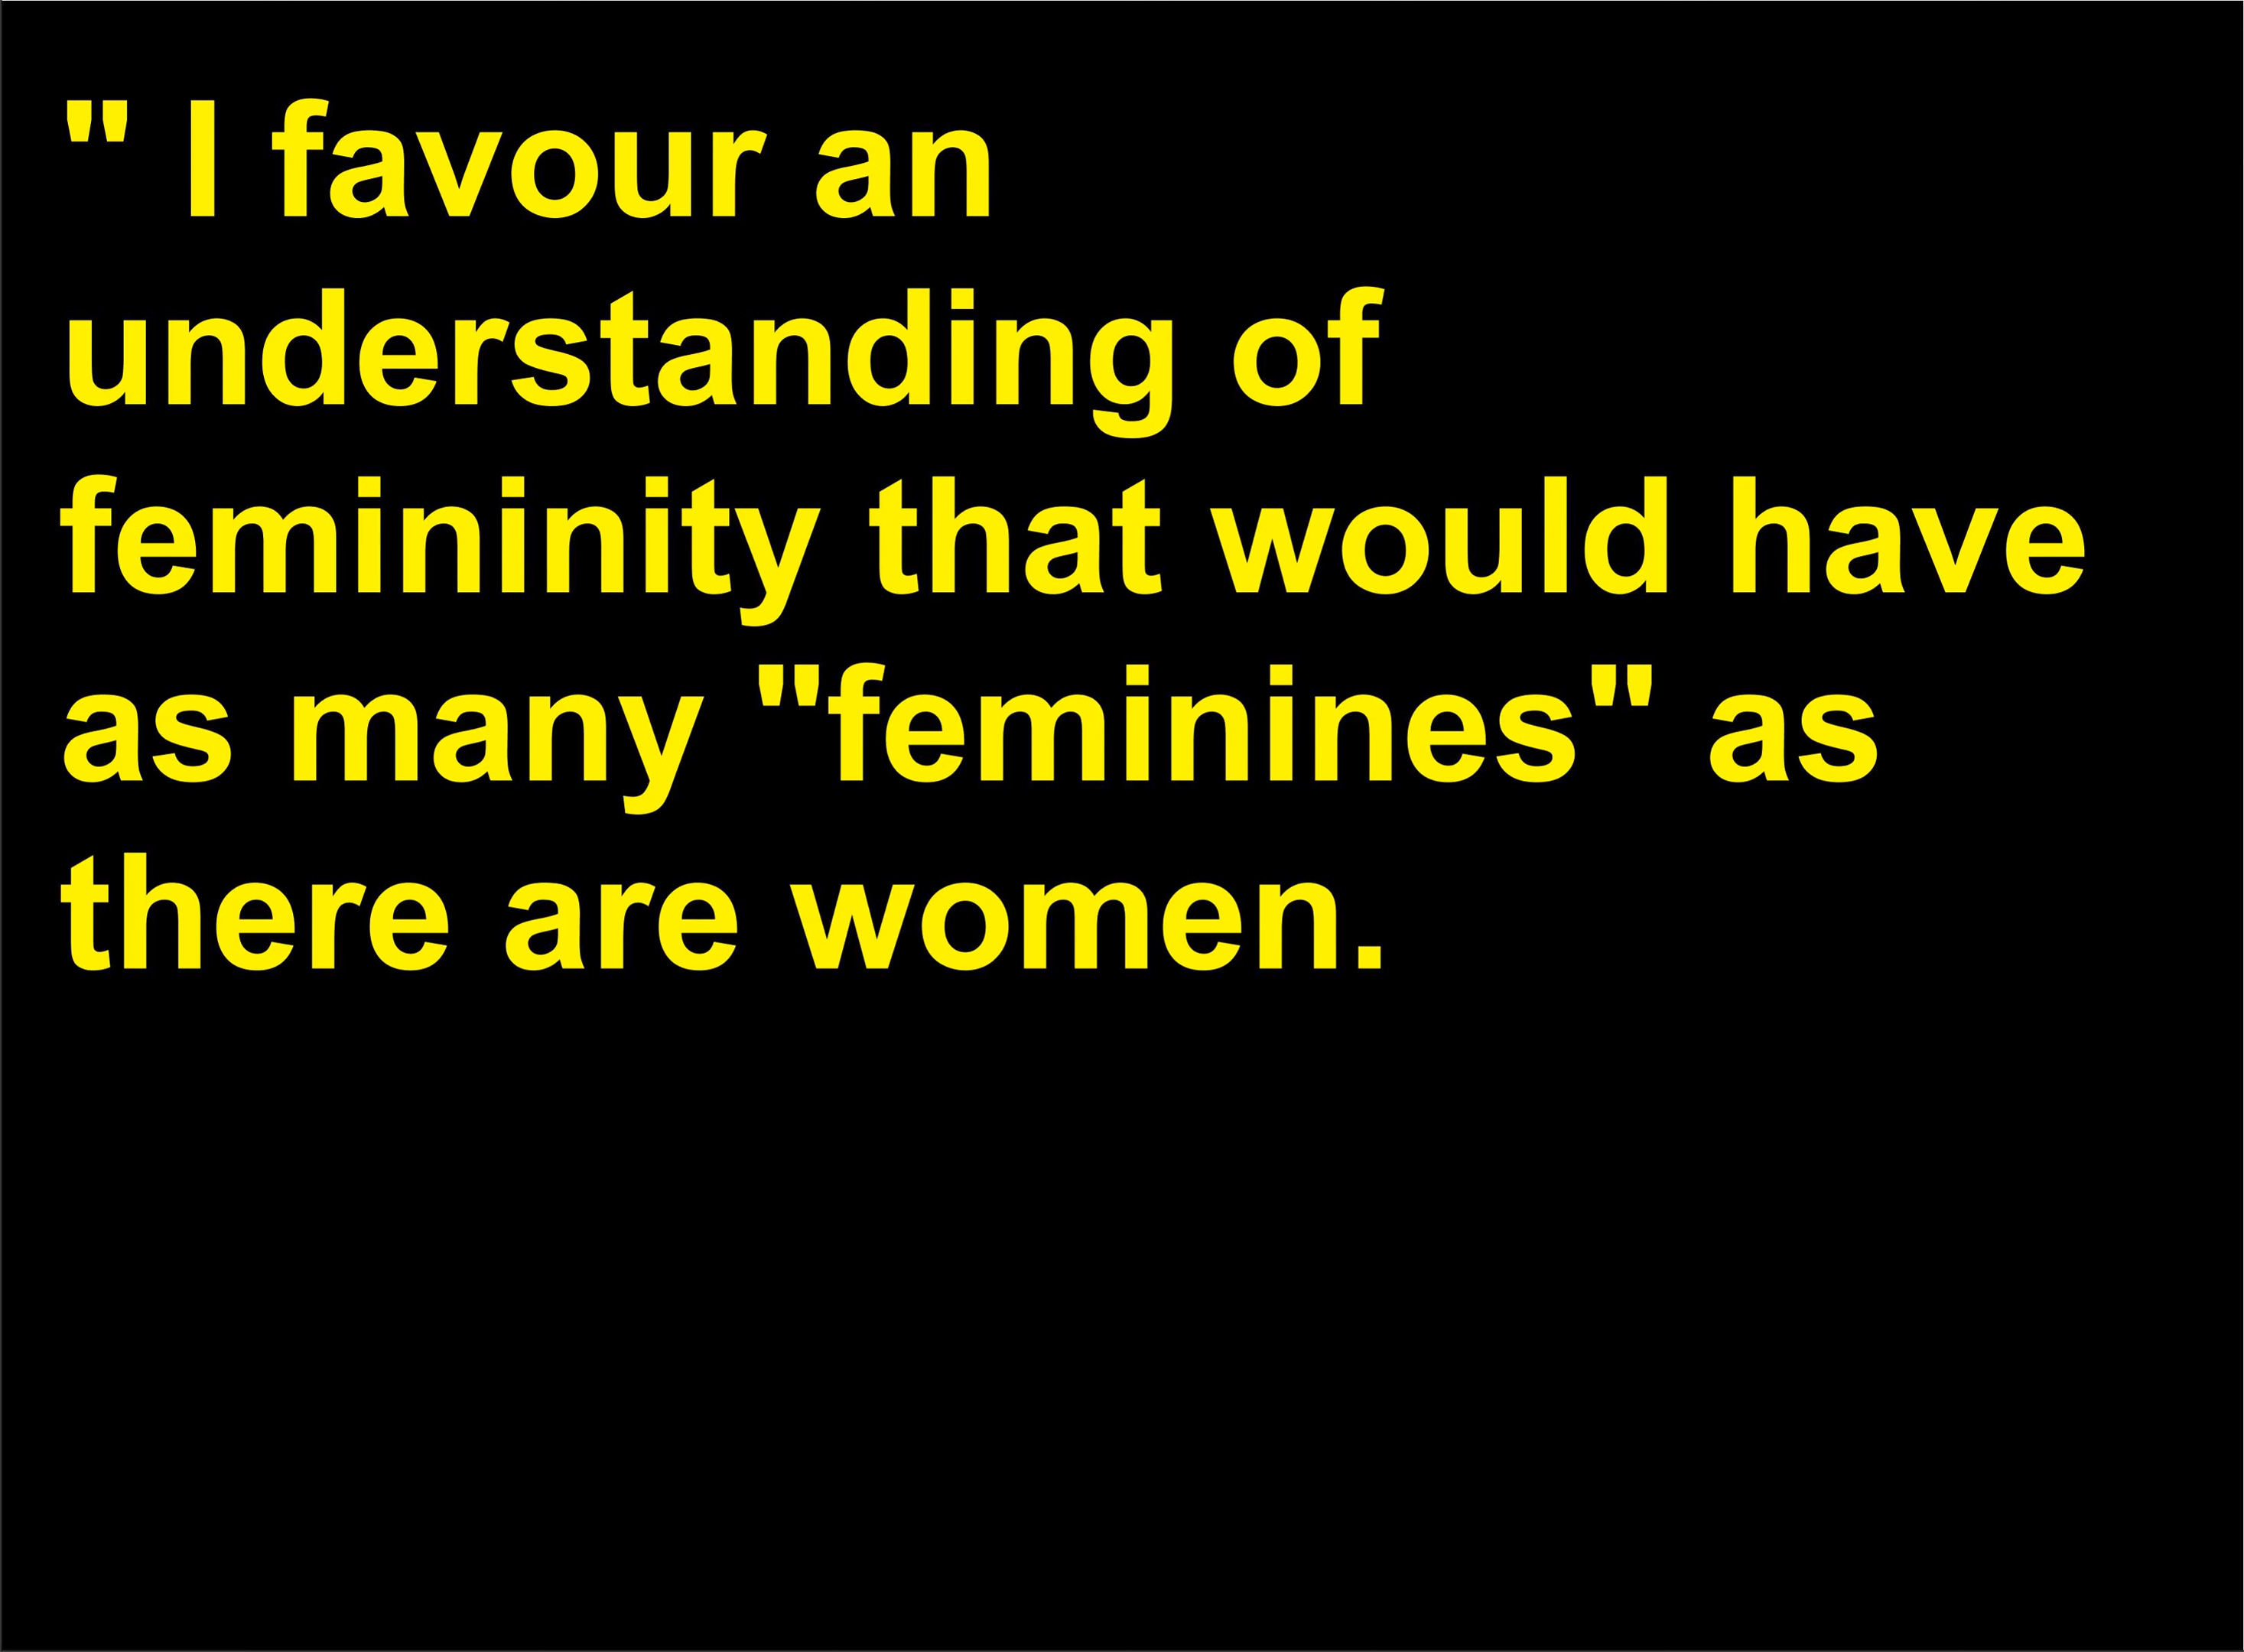 " I favour an
understanding of
femininity that would have
as many "feminines" as
there are women.